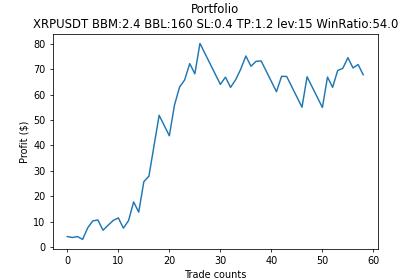 Portfolio
XRPUSDT BBM:2.4 BBL:160 SL:0.4 TP:1.2 lev:15 WinRatio:54.0
80
70
60
50
40
30
20
10
0
Profit ($)
0 10 20 30 40 50 60
Trade counts